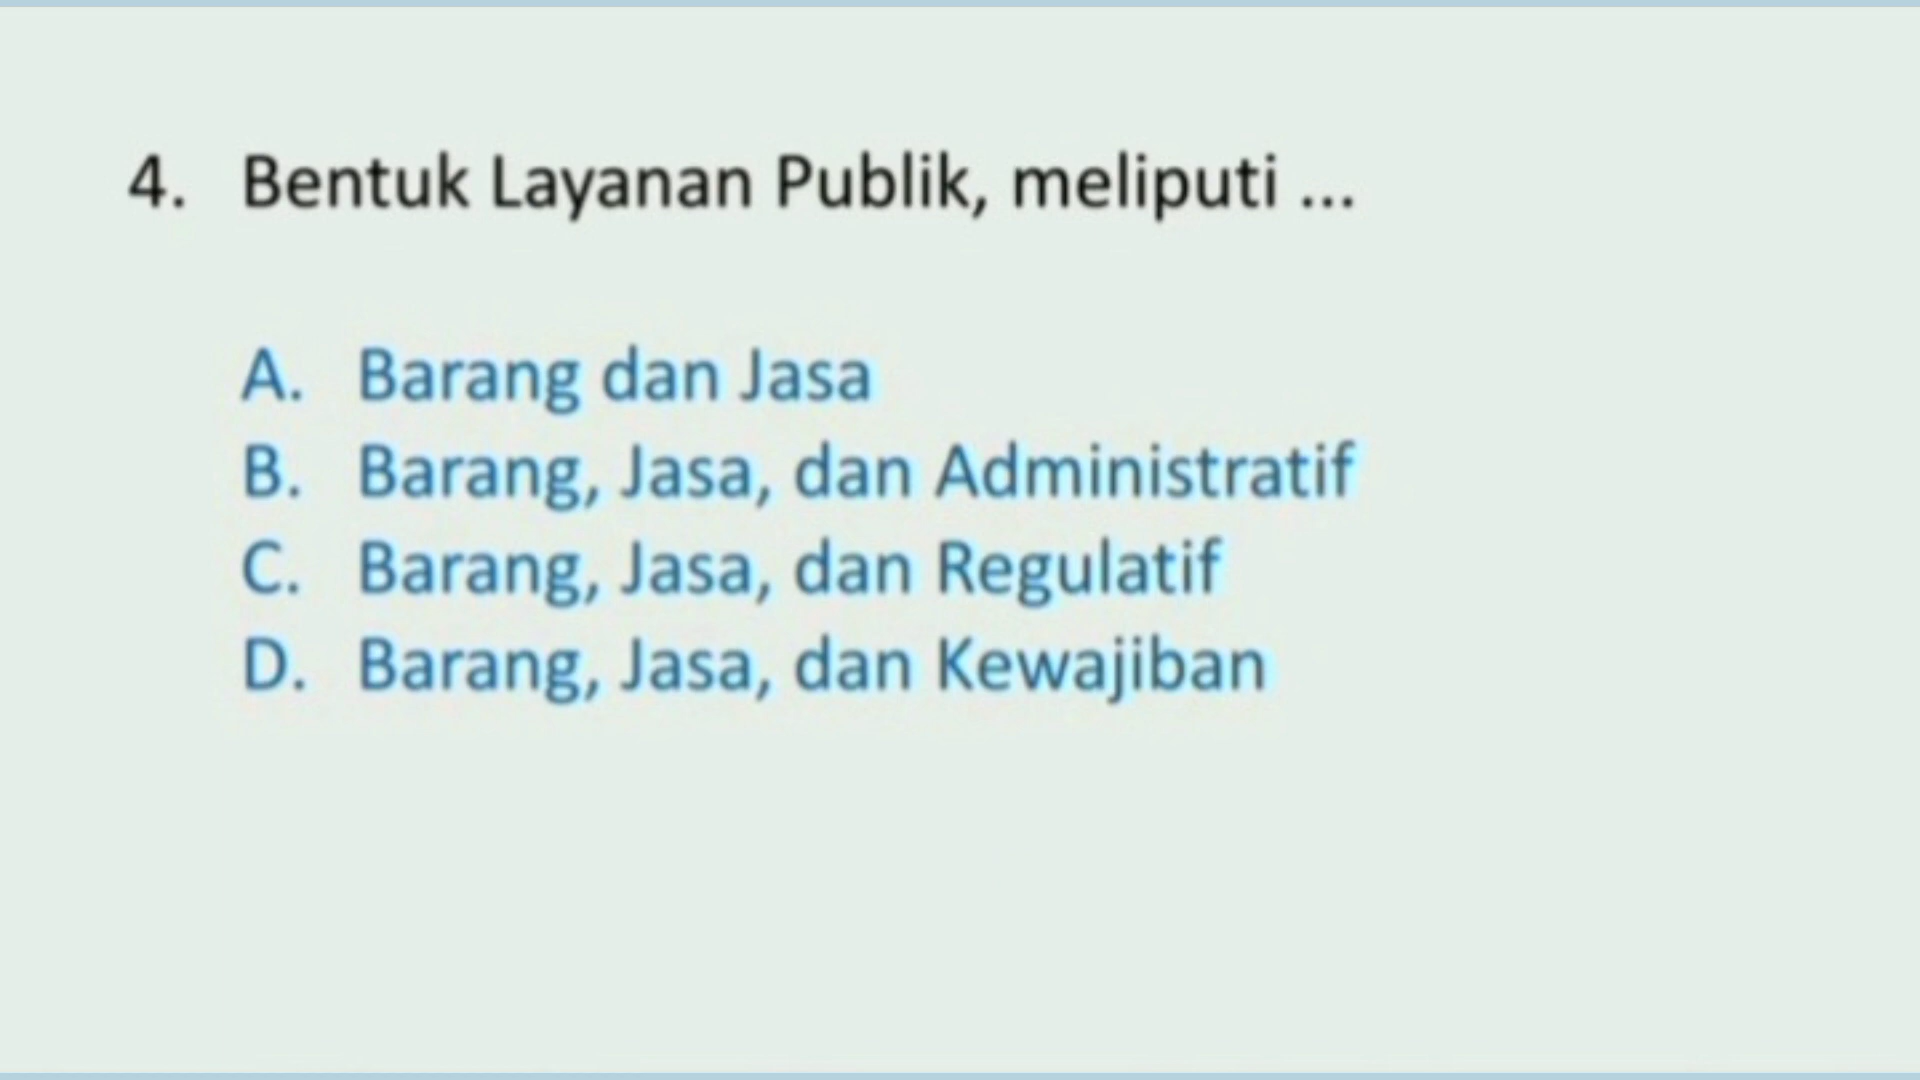 4. Bentuk Layanan Publik, meliputi ...
A. Barang dan Jasa
B. Barang, Jasa, dan Administratif
C. Barang, Jasa, dan Regulatif
D. Barang, Jasa, dan Kewajiban